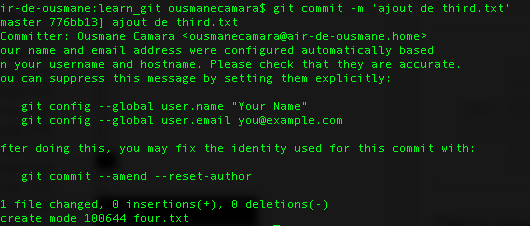 ir-de-ousmane:learn_git ousmanecamara$ git commit -m 'ajout de third.txt'
master 776bb13] ajout de third.txt
Committer: Ousmane Camara <ousmanecamara@air-de-ousmane.home>
our name and email address were configured automatically based
n your username and hostname. Please check that they are accurate.
ou can suppress this message by setting them explicitly:
git config --global user.name "Your Name"
git config --global user.email you@example.com
fter doing this, you may fix the identity used for this commit with:
git commit --amend --reset-author
1 file changed, 0 insertions(+), 0 deletions(-)
create mode 100644 four.txt